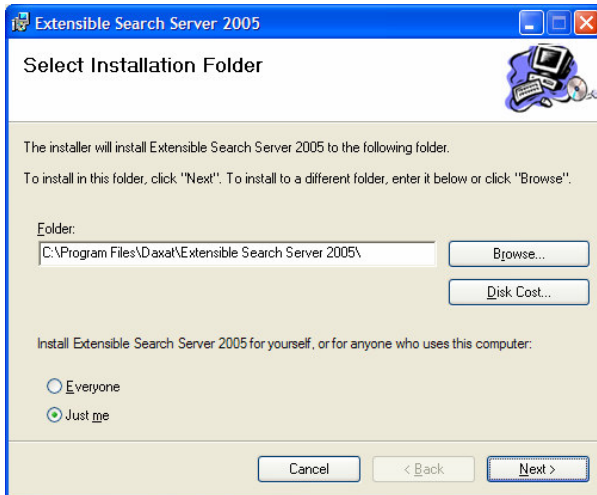 Extensible Search Server 2005
Select Installation Folder
The installer will install Extensible Search Server 2005 to the following folder.
To install in this folder, click "Next". To install to a different folder, enter it below or click "Browse".
Folder:
C:\Program Files\Daxat\Extensible Search Server 2005\
Browse...
Disk Cost...
Install Extensible Search Server 2005 for yourself, or for anyone who uses this computer:
Everyone
Just me
Cancel
< Back
Next >